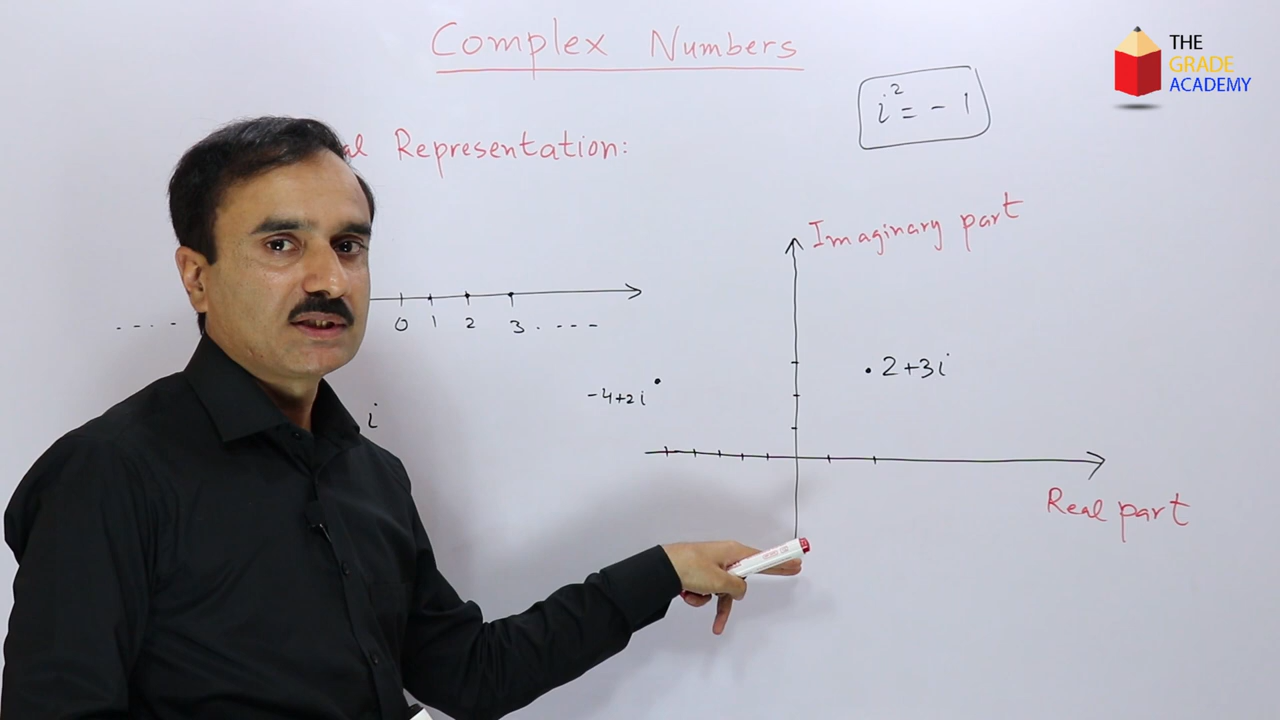 Complex Numbers
THE
GRADE
ACADEMY
i² = - 1
Representation:
Imaginary part
0 1 2 3 . - - -
2+3i
-4+2i
i
Real part